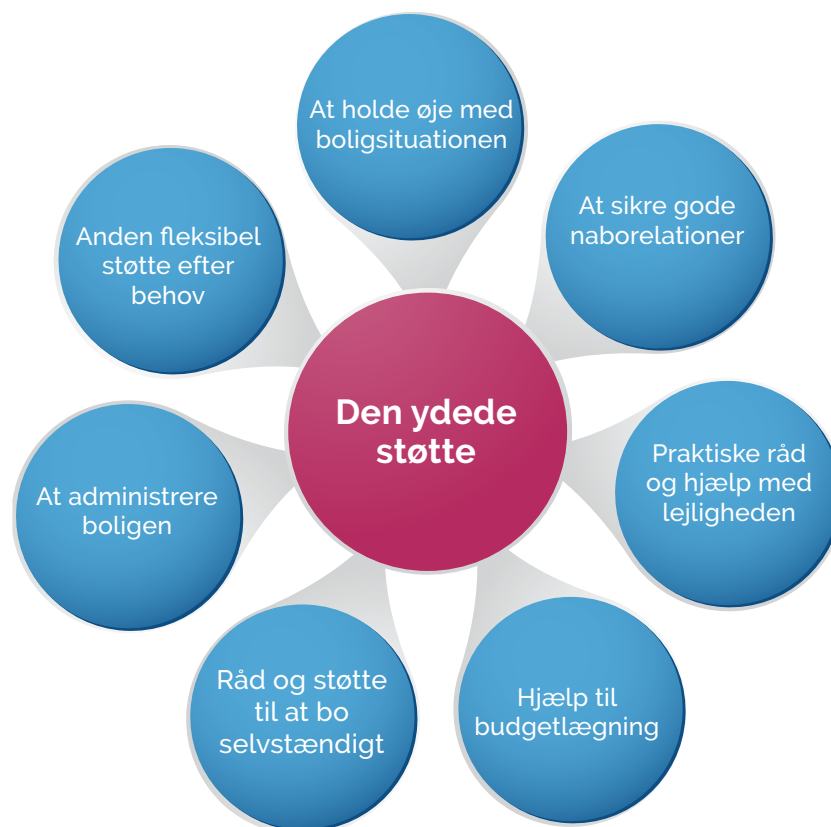 At holde øje med
boligsituationen
At sikre gode
naborelationer
Anden fleksibel
støtte efter
behov
Den ydede
støtte
Praktiske råd
og hjælp med
lejligheden
At administrere
boligen
Råd og støtte
til at bo
selvstændigt
Hjælp til
budgetlægning